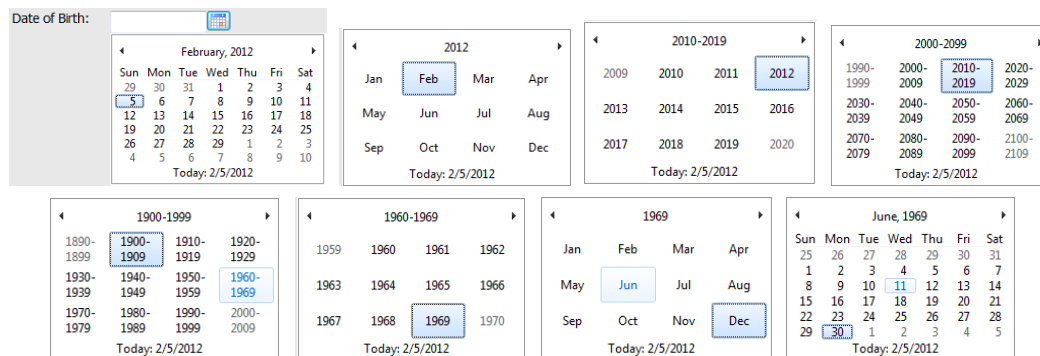 Date of Birth:
February, 2012
Sun Mon Tue Wed Thu Fri Sat
29 30 31 1 2 3 4
5 6 7 8 9 10 11
12 13 14 15 16 17 18
19 20 21 22 23 24 25
26 27 28 29 1 2 3
4 5 6 7 8 9 10
Today: 2/5/2012
2012
Jan Feb Mar Apr
May Jun Jul Aug
Sep Oct Nov Dec
Today: 2/5/2012
2010-2019
2009 2010 2011 2012
2013 2014 2015 2016
2017 2018 2019 2020
Today: 2/5/2012
2000-2099
1990- 2000- 2010- 2020-
1999 2009 2019 2029
2030- 2040- 2050- 2060-
2039 2049 2059 2069
2070- 2080- 2090- 2100-
2079 2089 2099 2109
Today: 2/5/2012
1900-1999
1890- 1900- 1910- 1920-
1899 1909 1919 1929
1930- 1940- 1950- 1960-
1939 1949 1959 1969
1970- 1980- 1990- 2000-
1979 1989 1999 2009
Today: 2/5/2012
1960-1969
1959 1960 1961 1962
1963 1964 1965 1966
1967 1968 1969 1970
Today: 2/5/2012
1969
Jan Feb Mar Apr
May Jun Jul Aug
Sep Oct Nov Dec
Today: 2/5/2012
June, 1969
Sun Mon Tue Wed Thu Fri Sat
25 26 27 28 29 30 31
1 2 3 4 5 6 7
8 9 10 11 12 13 14
15 16 17 18 19 20 21
22 23 24 25 26 27 28
29 30 1 2 3 4 5
Today: 2/5/2012